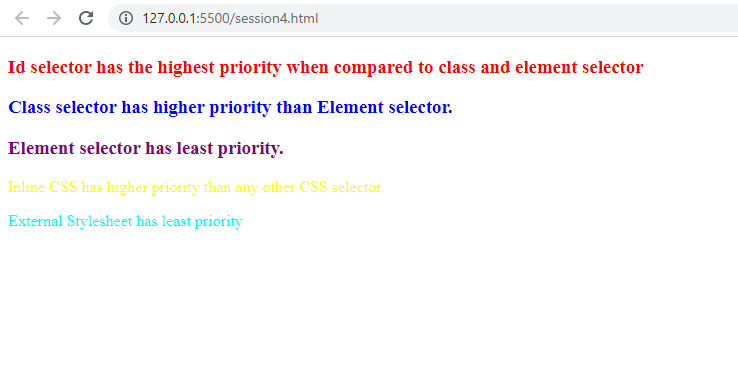 127.0.0.1:5500/session4.html
Id selector has the highest priority when compared to class and element selector
Class selector has higher priority than Element selector.
Element selector has least priority.
Inline CSS has higher priority than any other CSS selector.
External Stylesheet has least priority